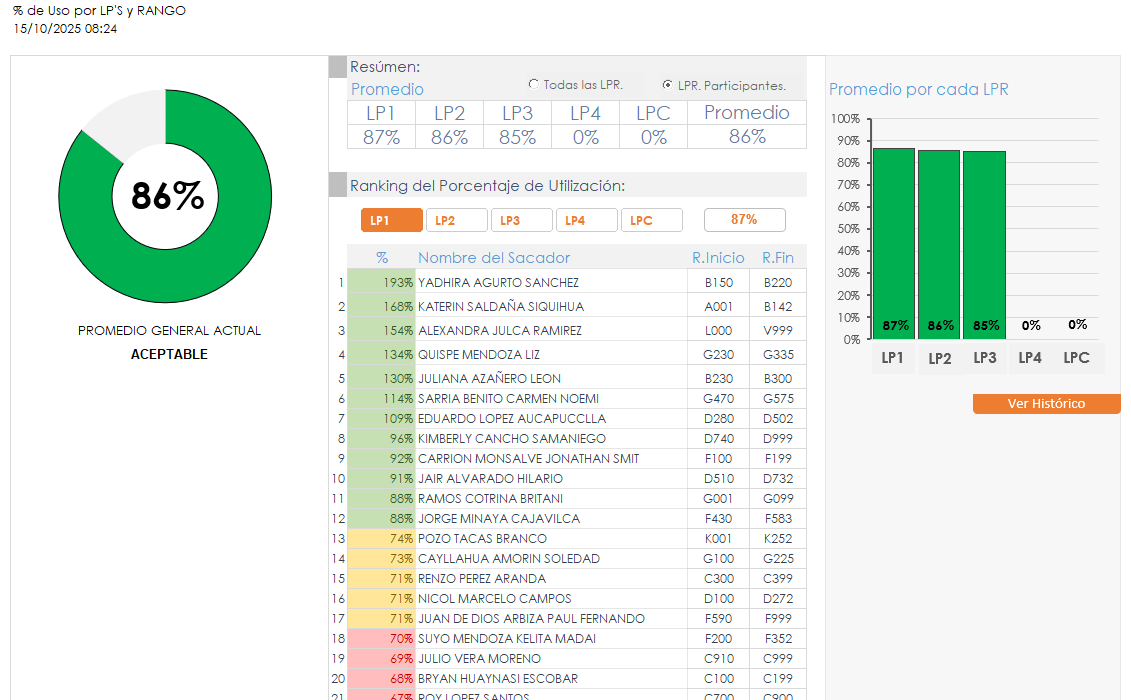 % de Uso por LP'S y RANGO
15/10/2025 08:24
86%
PROMEDIO GENERAL ACTUAL
ACEPTABLE
Resúmen:
Promedio
Todas las LPR.
LPR. Participantes.
LP1 LP2 LP3 LP4 LPC Promedio
87% 86% 85% 0% 0% 86%
Ranking del Porcentaje de Utilización:
LP1 LP2 LP3 LP4 LPC 87%
% Nombre del Sacador R.Inicio R.Fin
1 193% YADHIRA AGURTO SANCHEZ B150 B220
2 168% KATERIN SALDAÑA SIQUIHUA A001 B142
3 154% ALEXANDRA JULCA RAMIREZ L000 V999
4 134% QUISPE MENDOZA LIZ G230 G335
5 130% JULIANA AZAÑERO LEON B230 B300
6 114% SARRIA BENITO CARMEN NOEMI G470 G575
7 109% EDUARDO LOPEZ AUCAPUCCLLA D280 D502
8 96% KIMBERLY CANCHO SAMANIEGO D740 D999
9 92% CARRION MONSALVE JONATHAN SMIT F100 F199
10 91% JAIR ALVARADO HILARIO D510 D732
11 88% RAMOS COTRINA BRITANI G001 G099
12 88% JORGE MINAYA CAJAVILCA F430 F583
13 74% POZO TACAS BRANCO K001 K252
14 73% CAYLLAHUA AMORIN SOLEDAD G100 G225
15 71% RENZO PEREZ ARANDA C300 C399
16 71% NICOL MARCELO CAMPOS D100 D272
17 71% JUAN DE DIOS ARBIZA PAUL FERNANDO F590 F999
18 70% SUYO MENDOZA KELITA MADAI F200 F352
19 69% JULIO VERA MORENO C910 C999
20 68% BRYAN HUAYNASI ESCOBAR C100 C199
21 67% ROY LOPEZ SANTOS C700 C900
Promedio por cada LPR
100%
90%
80%
70%
60%
50%
40%
30%
20%
10%
0%
87% 86% 85% 0% 0%
LP1 LP2 LP3 LP4 LPC
Ver Histórico